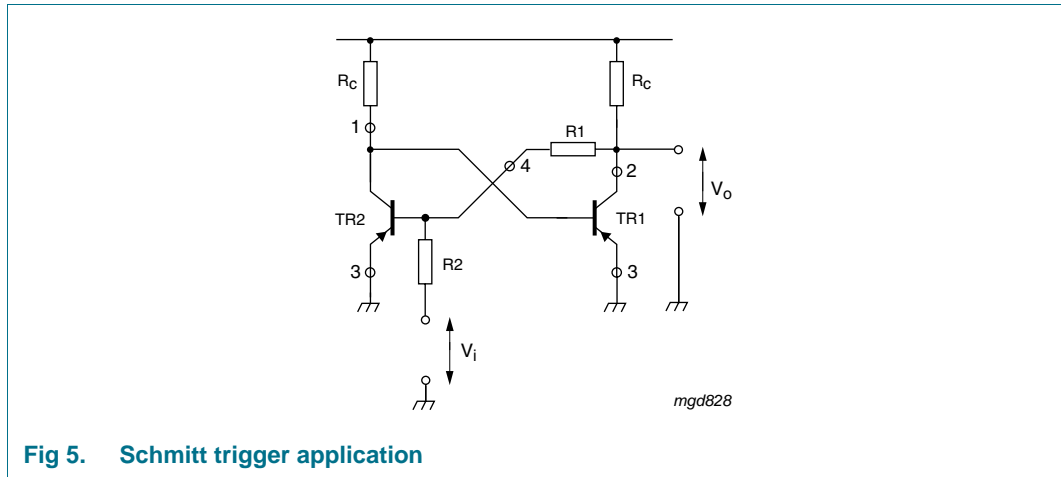 Rc Rc
1
R1
4
2
Vo
TR2 TR1
3 R2 3
Vi
mgd828
Fig 5. Schmitt trigger application